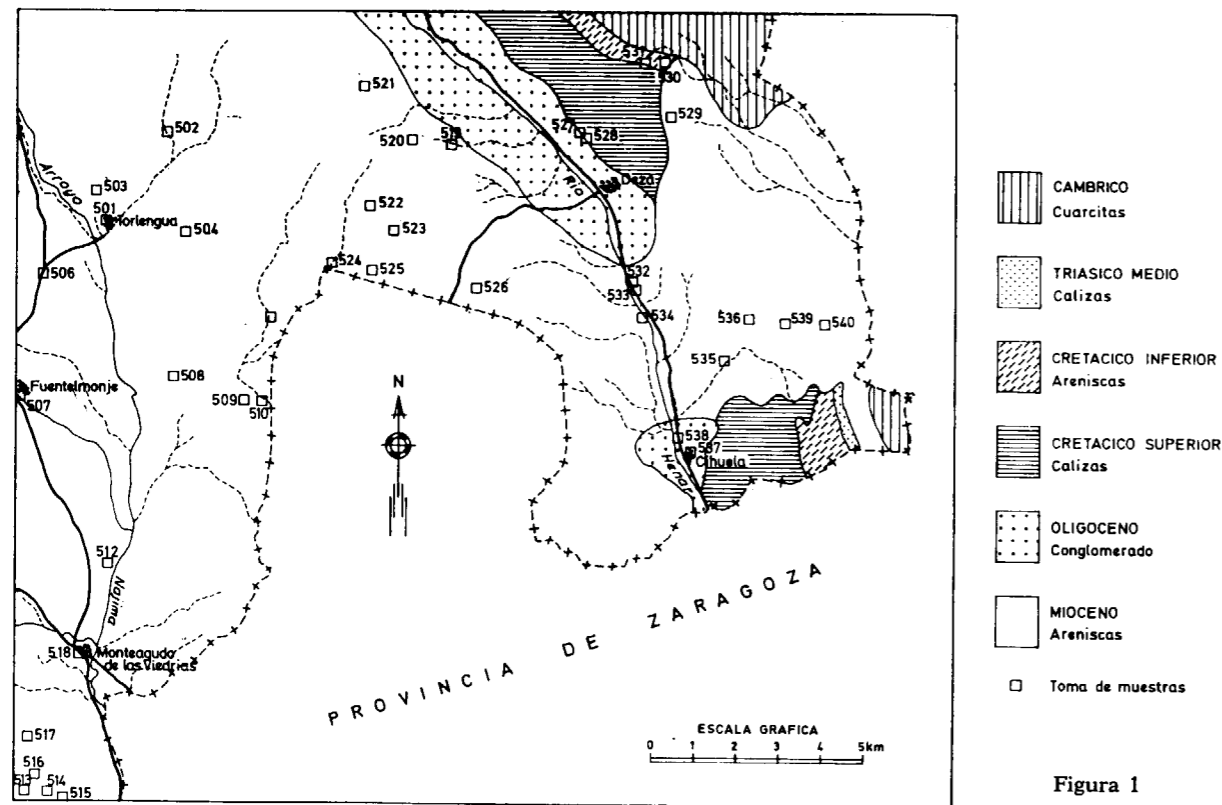 531
530
521
529
502
527
528
519
520
Arroyo
Río
Deza
503
522
501
Morlengua
504
523
524
525
532
506
526
533
534
536
539
540
535
508
Fuentelmonje
507
509
510
N
538
537
Cihuela
Henar
512
Najima
518
Monteagudo
de las Viedrias
PROVINCIA DE ZARAGOZA
517
516
513
514
515
ESCALA GRAFICA
0 1 2 3 4 5km
CAMBRICO
Cuarcitas
TRIASICO MEDIO
Calizas
CRETACICO INFERIOR
Areniscas
CRETACICO SUPERIOR
Calizas
OLIGOCENO
Conglomerado
MIOCENO
Areniscas
Toma de muestras
Figura 1